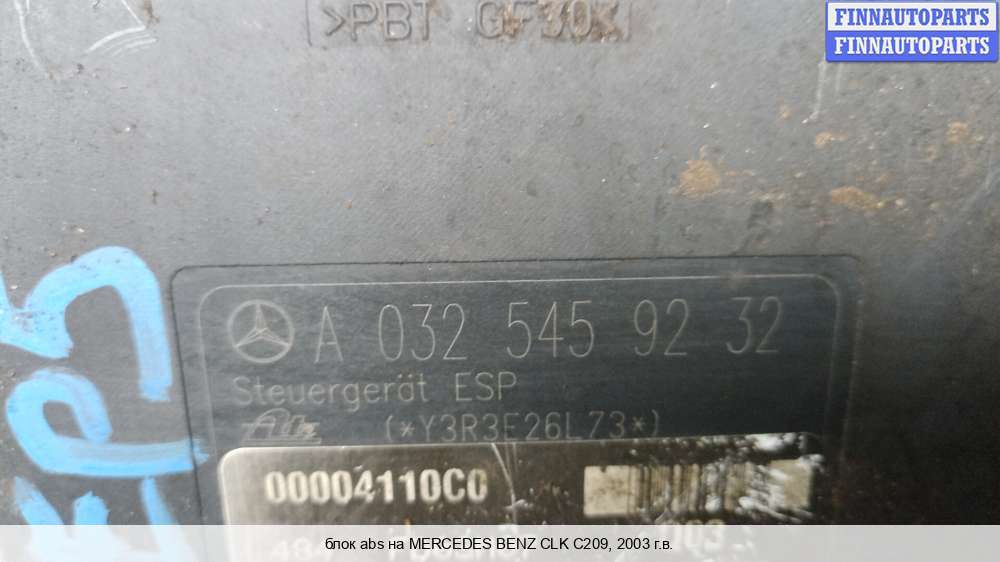 >PBT GF30<
FINNAUTOPARTS
FINNAUTOPARTS
A 032 545 92 32
Steuergerät ESP
Ate (*Y3R3E26L73*)
00004110C0
блок abs на MERCEDES BENZ CLK C209, 2003 г.в.